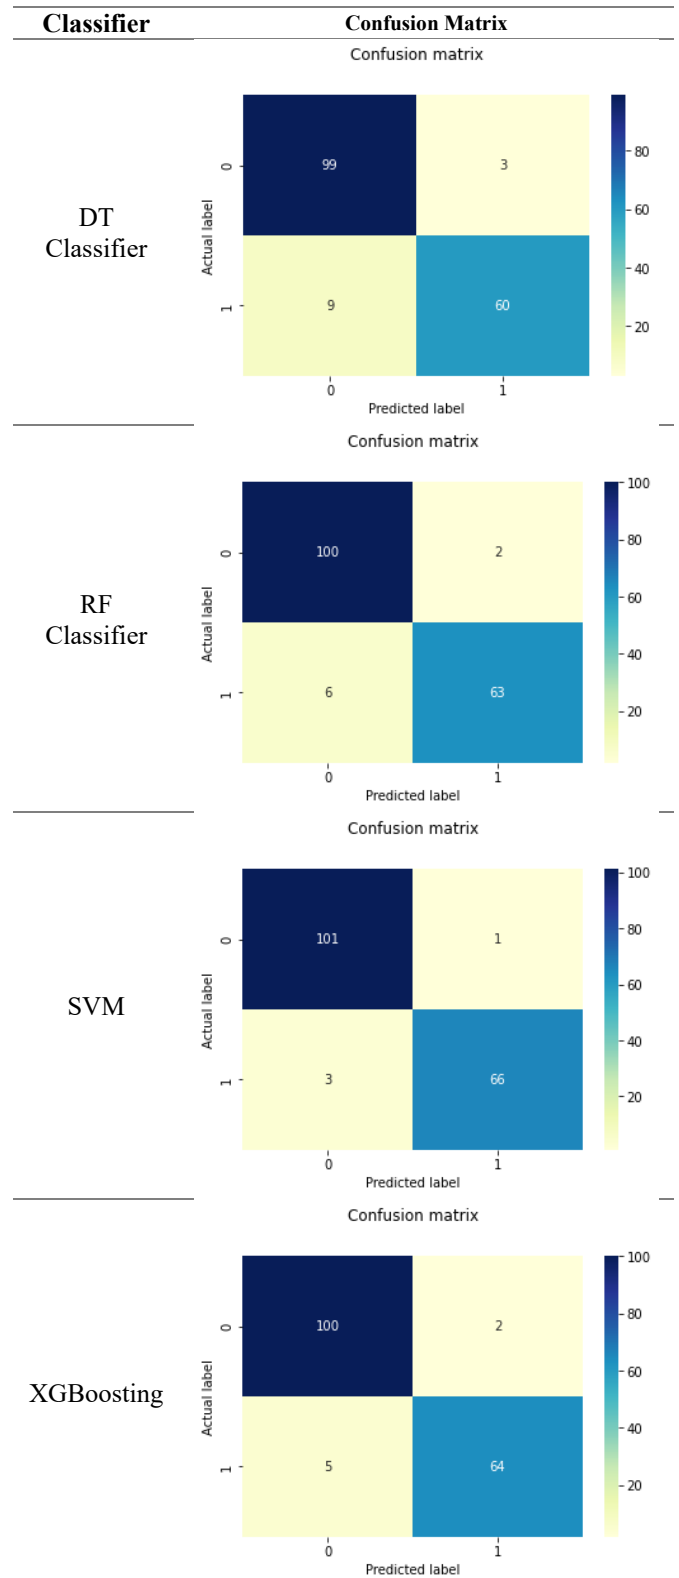 Classifier Confusion Matrix
Confusion matrix
DT
Classifier
Actual label
0
99
3
1
9
60
0
1
Predicted label
80
60
40
20
Confusion matrix
RF
Classifier
Actual label
0
100
2
1
6
63
0
1
Predicted label
100
80
60
40
20
Confusion matrix
SVM
Actual label
0
101
1
1
3
66
0
1
Predicted label
100
80
60
40
20
Confusion matrix
XGBoosting
Actual label
0
100
2
1
5
64
0
1
Predicted label
100
80
60
40
20